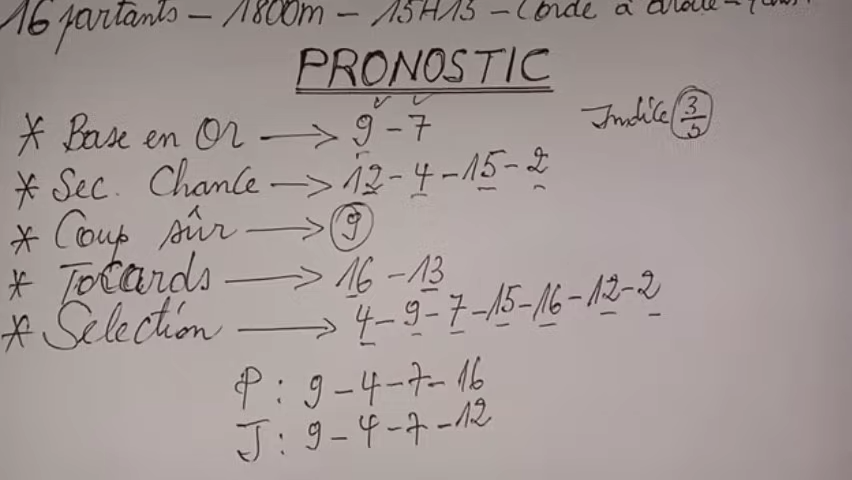 16 partants - 1800m - 15H15 - Corde à droite -
PRONOSTIC
* Base en Or → 9 - 7
Indice 3/5
* Sec. Chance → 12 - 4 - 15 - 2
* Coup sûr → 9
* Tocards → 16 - 13
* Selection → 4 - 9 - 7 - 15 - 16 - 12 - 2
P : 9 - 4 - 7 - 16
J : 9 - 4 - 7 - 12